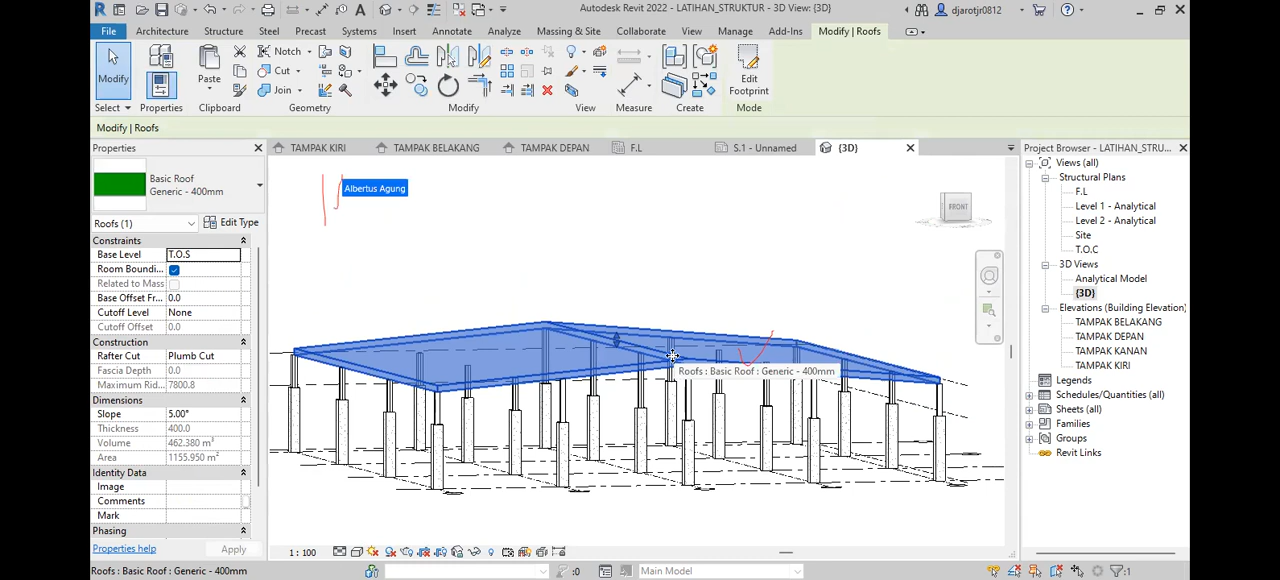 Autodesk Revit 2022 - LATIHAN_STRUKTUR - 3D View: {3D}
djarotjr0812
File
Architecture
Structure
Steel
Precast
Systems
Insert
Annotate
Analyze
Massing & Site
Collaborate
View
Manage
Add-Ins
Modify | Roofs
Modify
Paste
Notch
Cut
Join
Edit
Footprint
Select
Properties
Clipboard
Geometry
Modify
View
Measure
Create
Mode
Modify | Roofs
Properties
TAMPAK KIRI
TAMPAK BELAKANG
TAMPAK DEPAN
F.L
S.1 - Unnamed
{3D}
Project Browser - LATIHAN_STRU...
Basic Roof
Generic - 400mm
Roofs (1)
Edit Type
Constraints
Base Level T.O.S
Room Boundi...
Related to Mass
Base Offset Fr... 0.0
Cutoff Level None
Cutoff Offset 0.0
Construction
Rafter Cut Plumb Cut
Fascia Depth 0.0
Maximum Rid... 7800.8
Dimensions
Slope 5.00°
Thickness 400.0
Volume 462.380 m³
Area 1155.950 m²
Identity Data
Image
Comments
Mark
Phasing
Properties help
Apply
Albertus Agung
FRONT
Roofs : Basic Roof : Generic - 400mm
1 : 100
Views (all)
Structural Plans
F.L
Level 1 - Analytical
Level 2 - Analytical
Site
T.O.C
3D Views
Analytical Model
{3D}
Elevations (Building Elevation)
TAMPAK BELAKANG
TAMPAK DEPAN
TAMPAK KANAN
TAMPAK KIRI
Legends
Schedules/Quantities (all)
Sheets (all)
Families
Groups
Revit Links
Roofs : Basic Roof : Generic - 400mm
:0
Main Model
:1